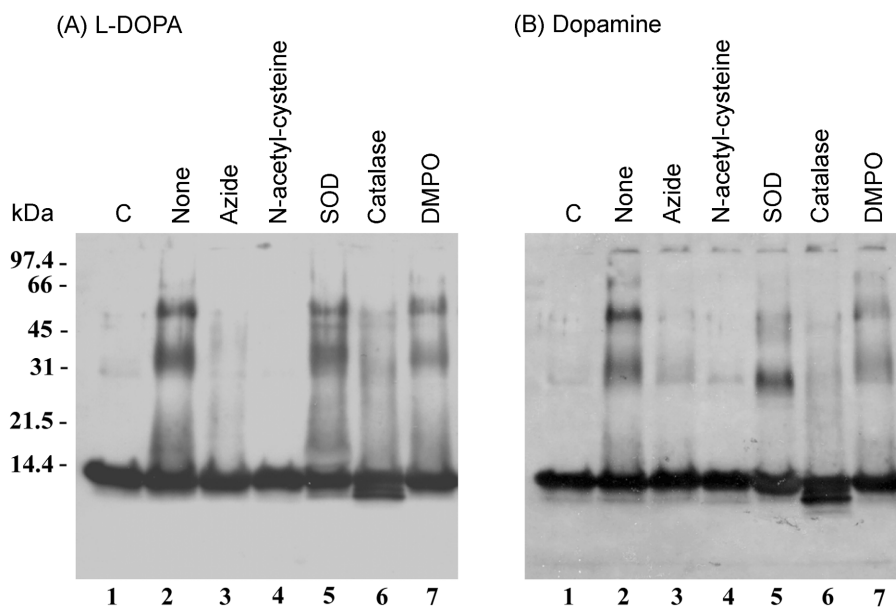 (A) L-DOPA
(B) Dopamine
kDa
C
None
Azide
N-acetyl-cysteine
SOD
Catalase
DMPO
C
None
Azide
N-acetyl-cysteine
SOD
Catalase
DMPO
97.4 -
66 -
45 -
31 -
21.5 -
14.4 -
1 2 3 4 5 6 7
1 2 3 4 5 6 7